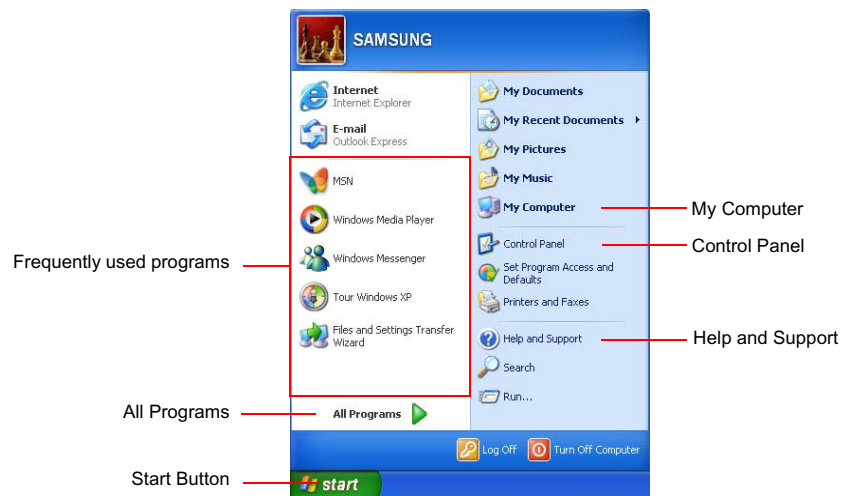 SAMSUNG
Internet
Internet Explorer
E-mail
Outlook Express
MSN
Windows Media Player
Windows Messenger
Tour Windows XP
Files and Settings Transfer
Wizard
All Programs
My Documents
My Recent Documents
My Pictures
My Music
My Computer
Control Panel
Set Program Access and
Defaults
Printers and Faxes
Help and Support
Search
Run...
Log Off
Turn Off Computer
start
Frequently used programs
All Programs
Start Button
My Computer
Control Panel
Help and Support